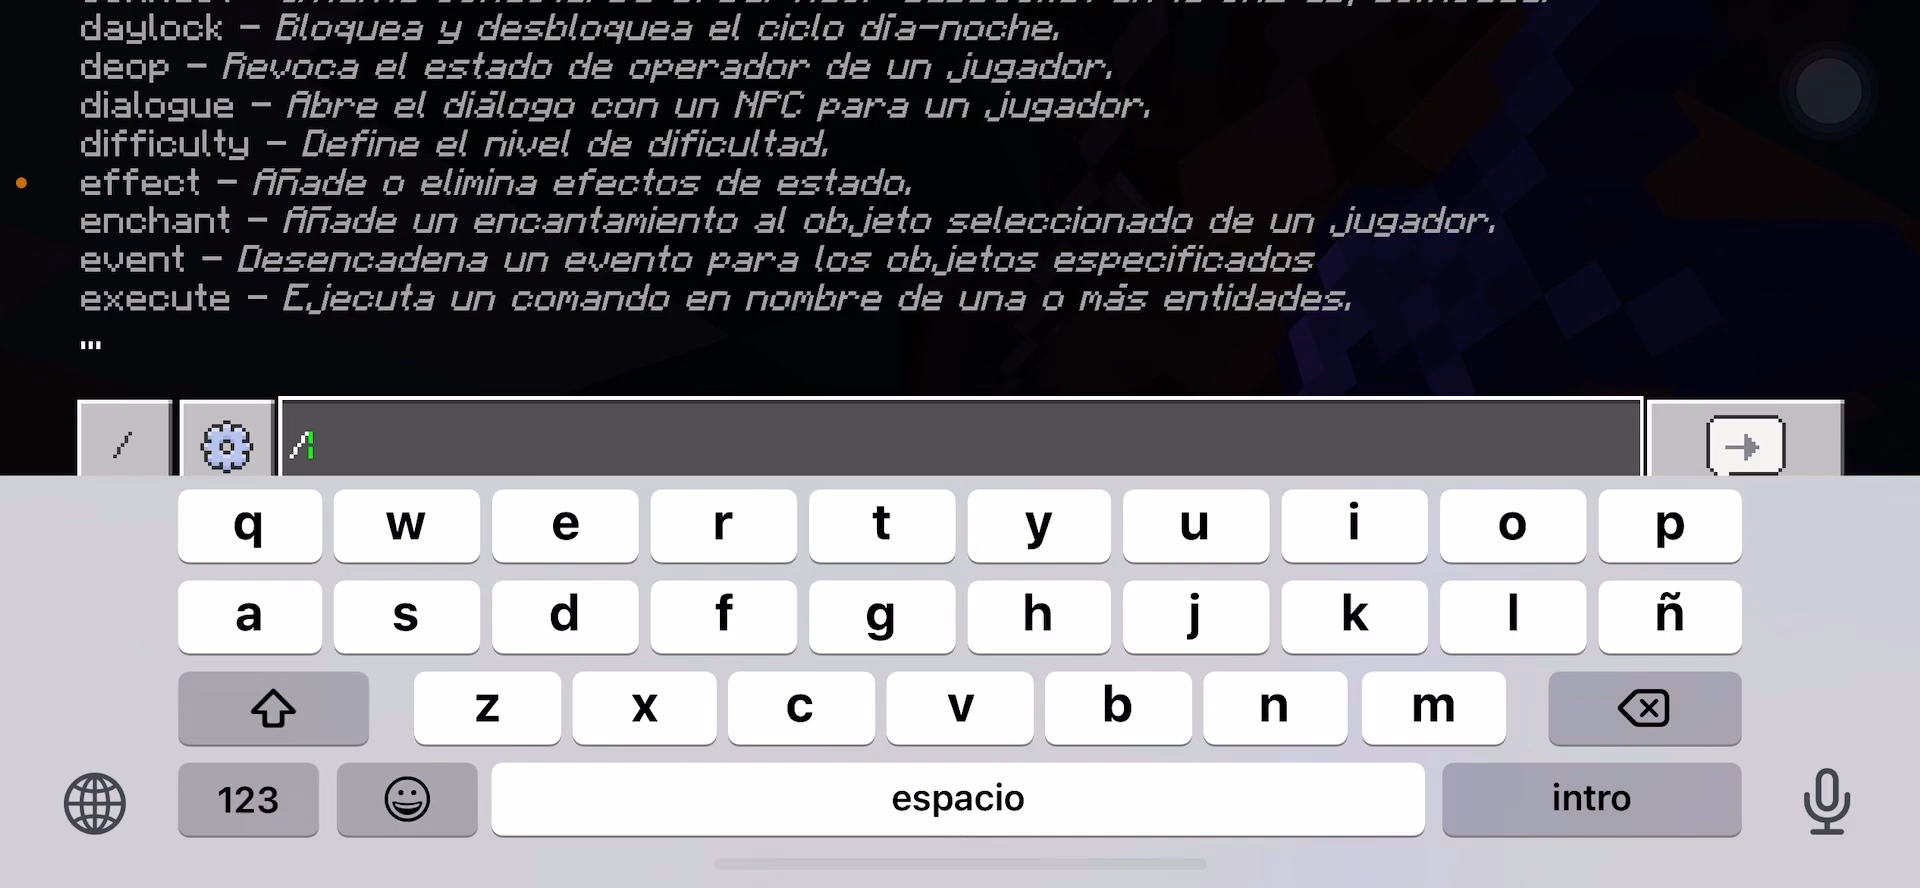 daylock - Bloquea y desbloquea el ciclo día-noche.
deop - Revoca el estado de operador de un jugador.
dialogue - Abre el diálogo con un NPC para un jugador.
difficulty - Define el nivel de dificultad.
effect - Añade o elimina efectos de estado.
enchant - Añade un encantamiento al objeto seleccionado de un jugador.
event - Desencadena un evento para los objetos especificados
execute - Ejecuta un comando en nombre de una o más entidades.
...
/
/
q w e r t y u i o p
a s d f g h j k l ñ
z x c v b n m
123 espacio intro